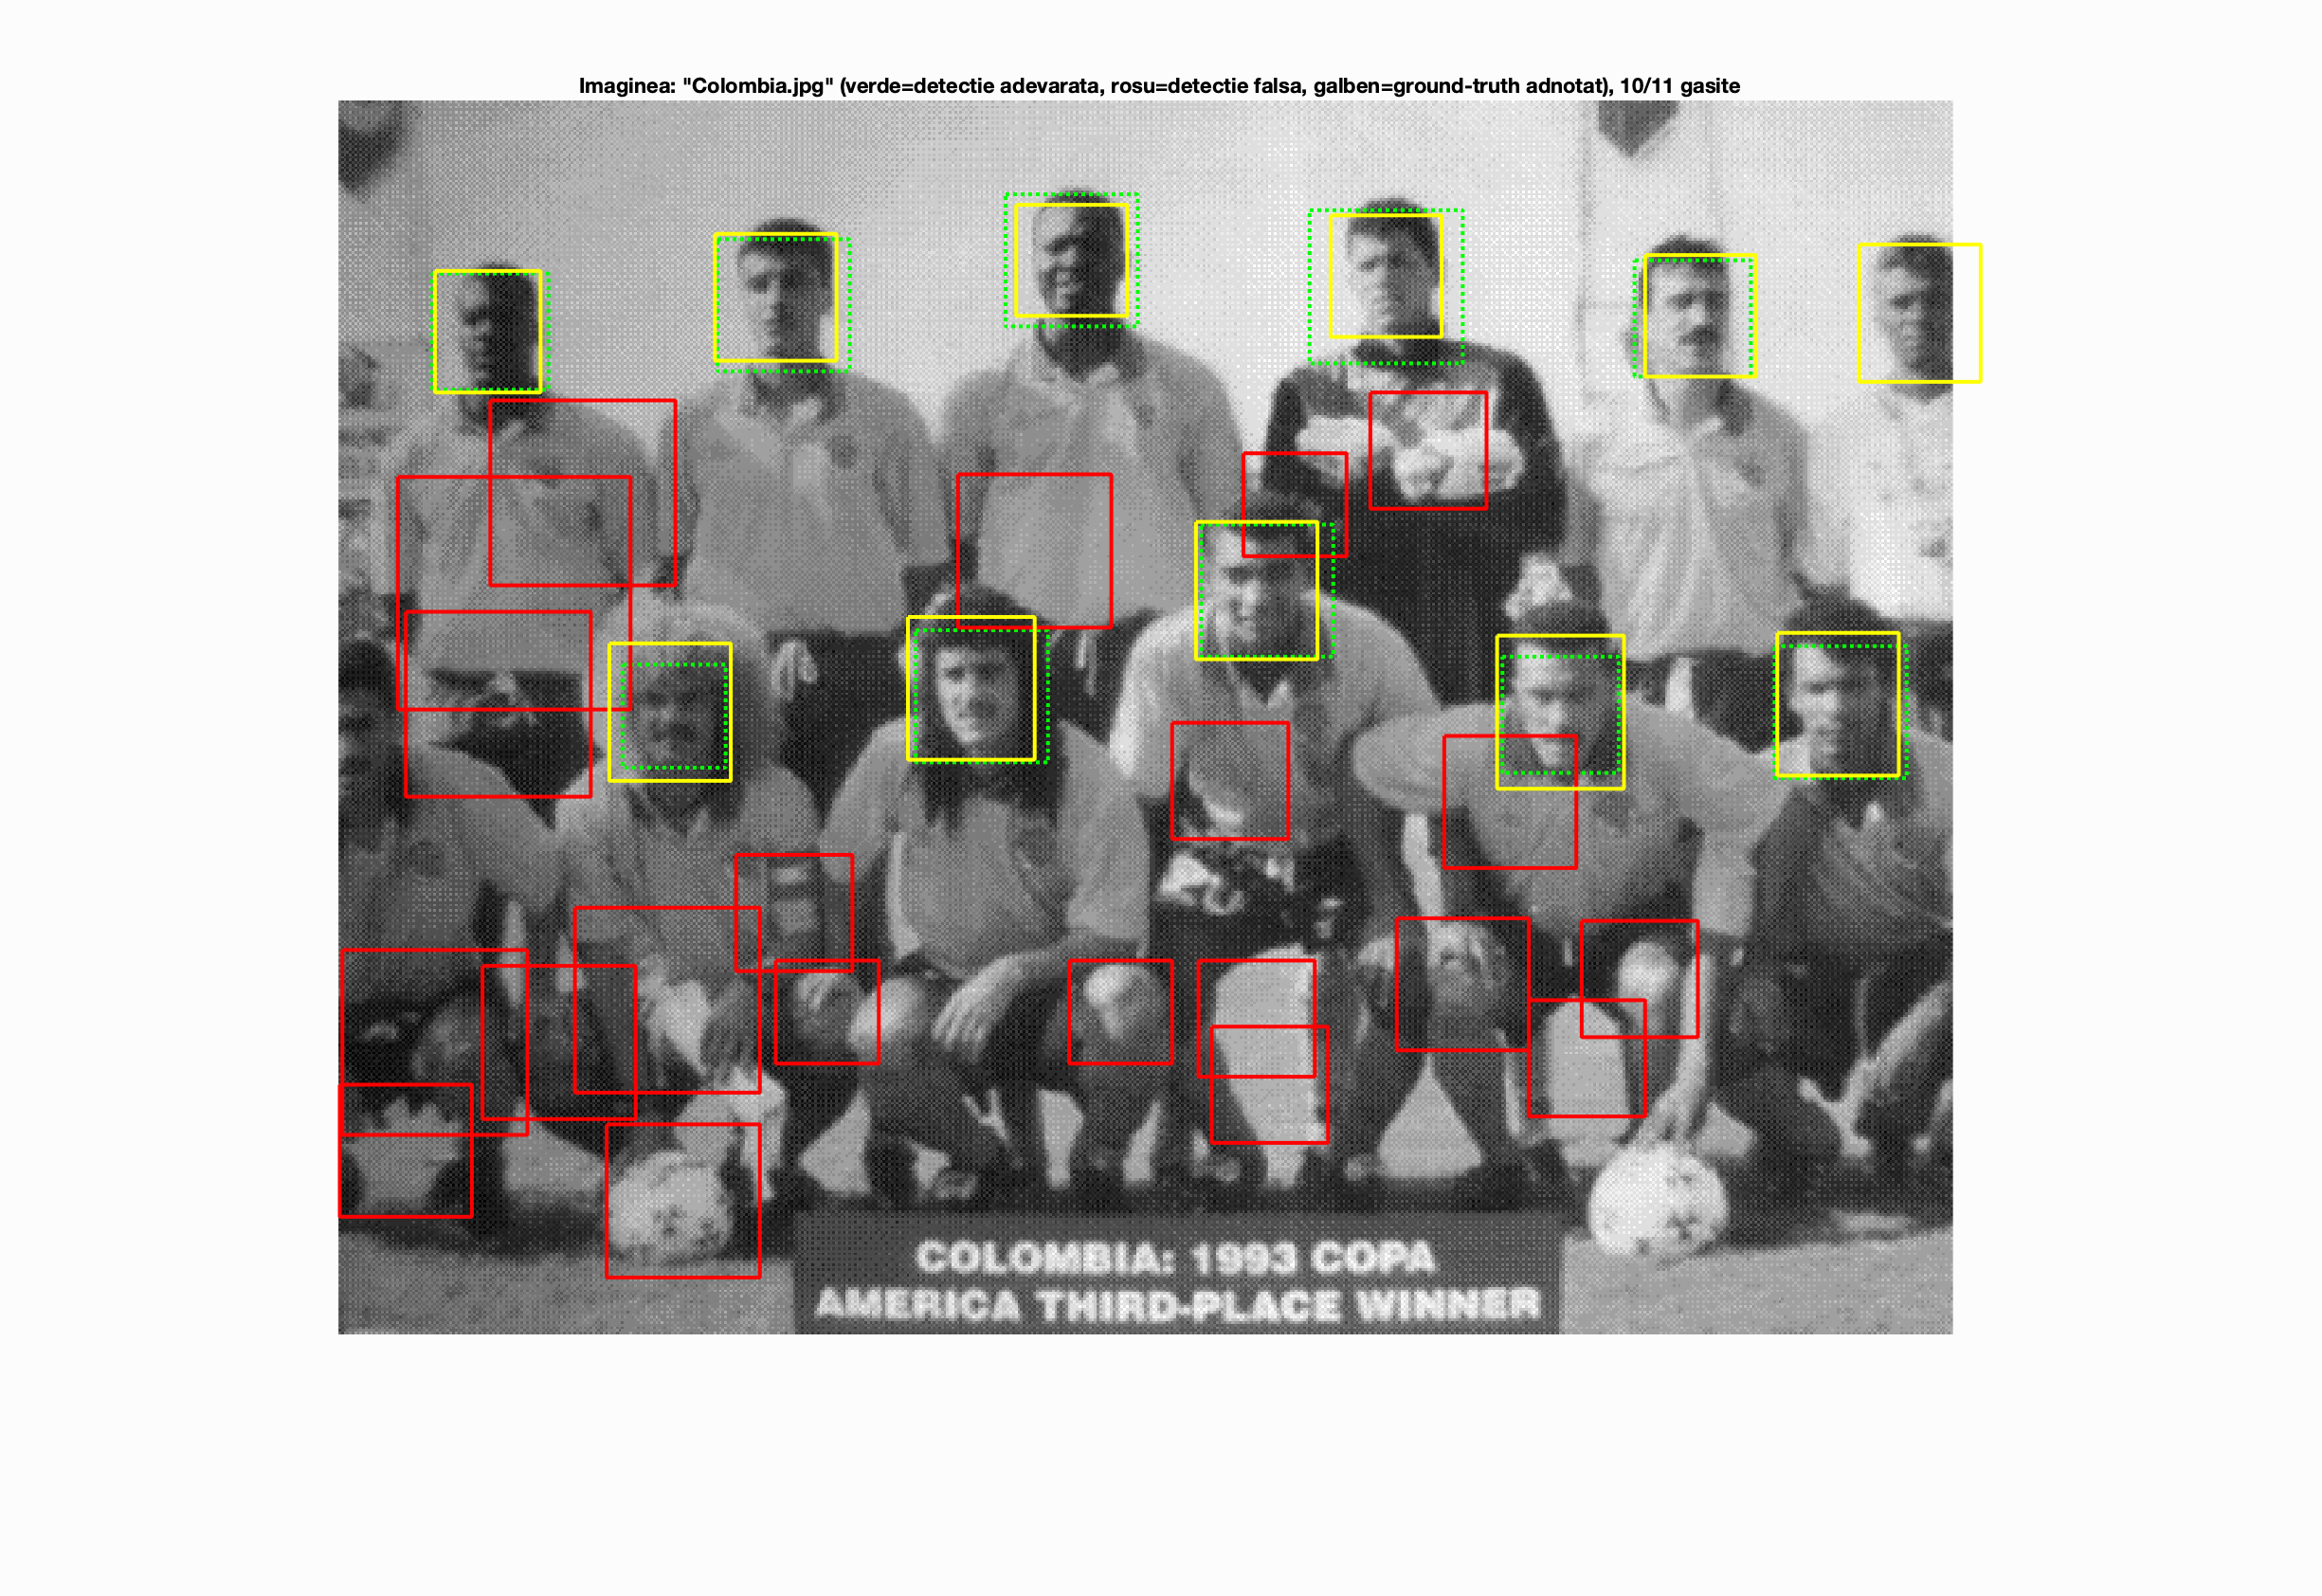 Imaginea: "Colombia.jpg" (verde=detectie adevarata, rosu=detectie falsa, galben=ground-truth adnotat), 10/11 gasite
COLOMBIA: 1993 COPA
AMERICA THIRD-PLACE WINNER